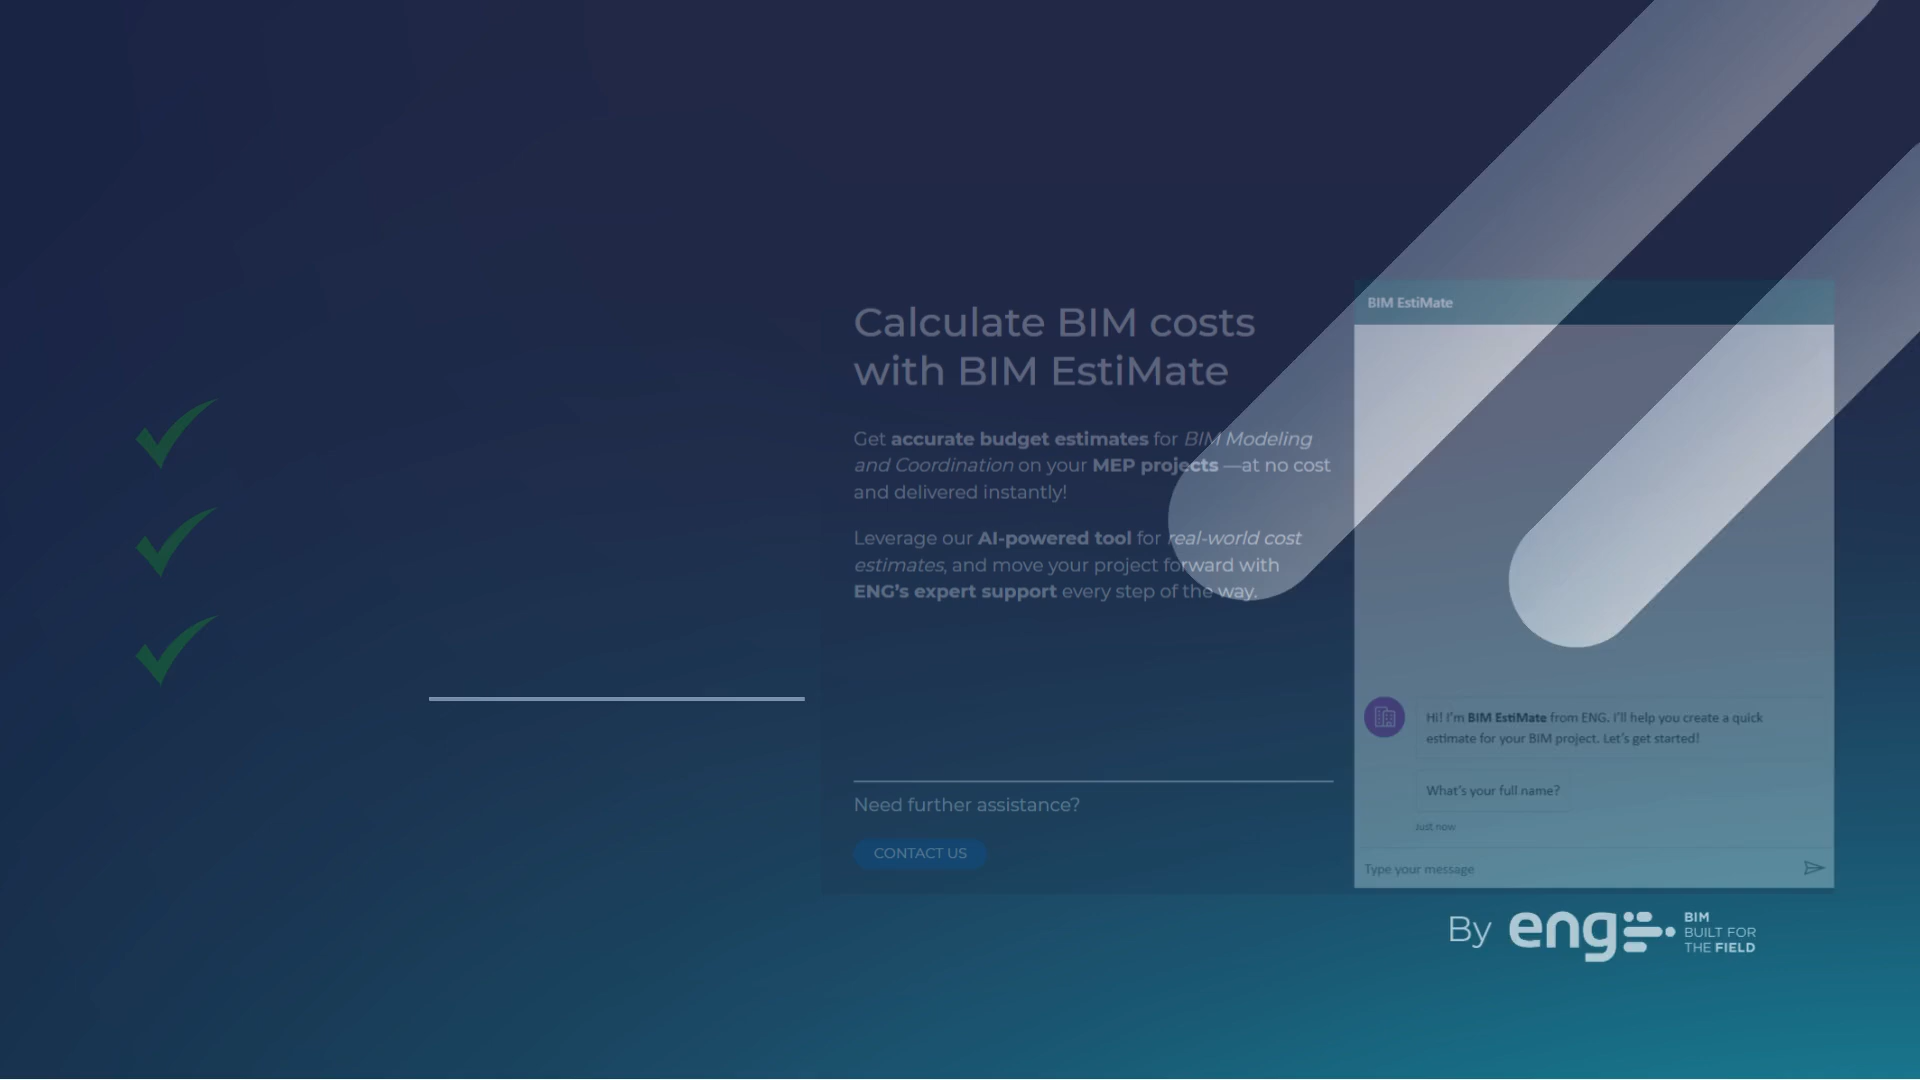 Calculate BIM costs
with BIM EstiMate
Get accurate budget estimates for BIM Modeling
and Coordination on your MEP projects —at no cost
and delivered instantly!
Leverage our AI-powered tool for real-world cost
estimates, and move your project forward with
ENG’s expert support every step of the way.
Need further assistance?
CONTACT US
BIM EstiMate
Hi! I’m BIM EstiMate from ENG. I’ll help you create a quick
estimate for your BIM project. Let’s get started!
What’s your full name?
Just now
Type your message
By eng
BIM
BUILT FOR
THE FIELD